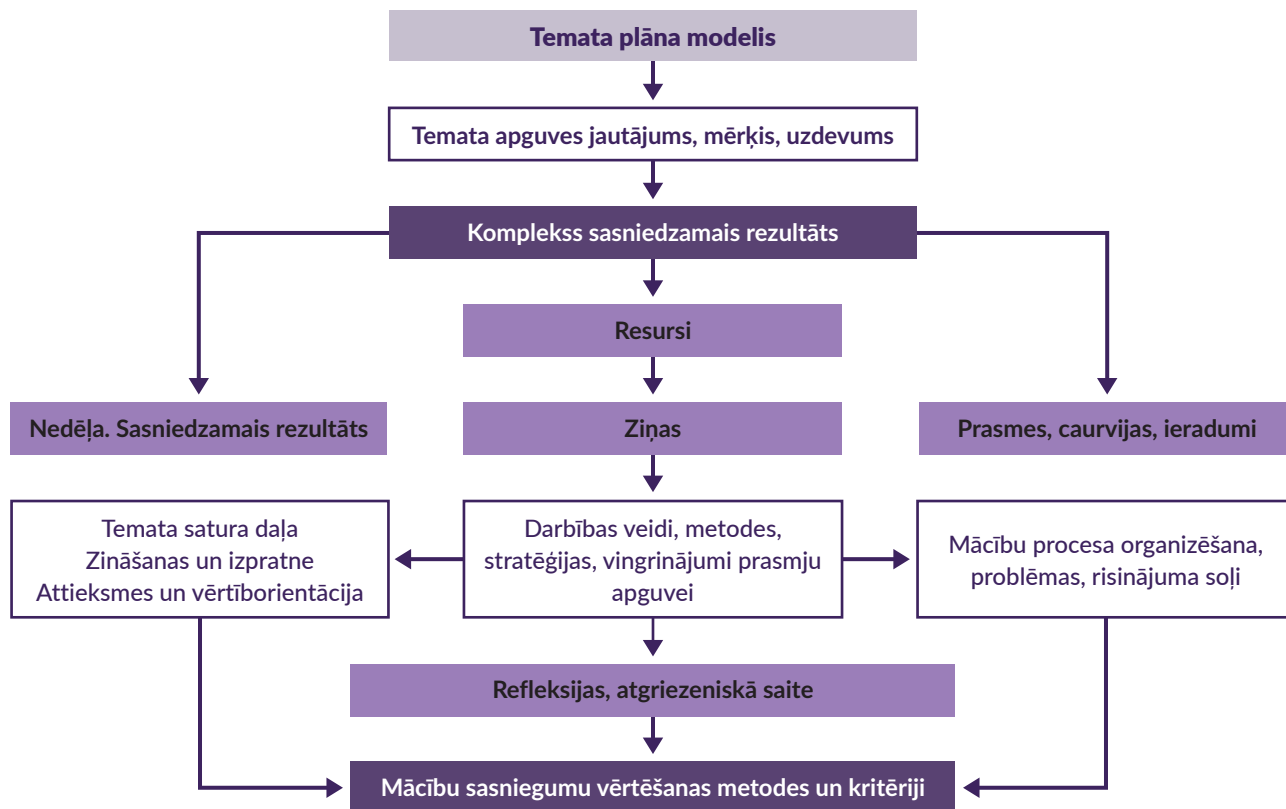 Temata plāna modelis
Temata apguves jautājums, mērķis, uzdevums
Komplekss sasniedzamais rezultāts
Resursi
Nedēļa. Sasniedzamais rezultāts
Ziņas
Prasmes, caurvijas, ieradumi
Temata satura daļa
Zināšanas un izpratne
Attieksmes un vērtīborientācija
Darbības veidi, metodes,
stratēģijas, vingrinājumi prasmju
apguvei
Mācību procesa organizēšana,
problēmas, risinājuma soļi
Refleksijas, atgriezeniskā saite
Mācību sasniegumu vērtēšanas metodes un kritēriji